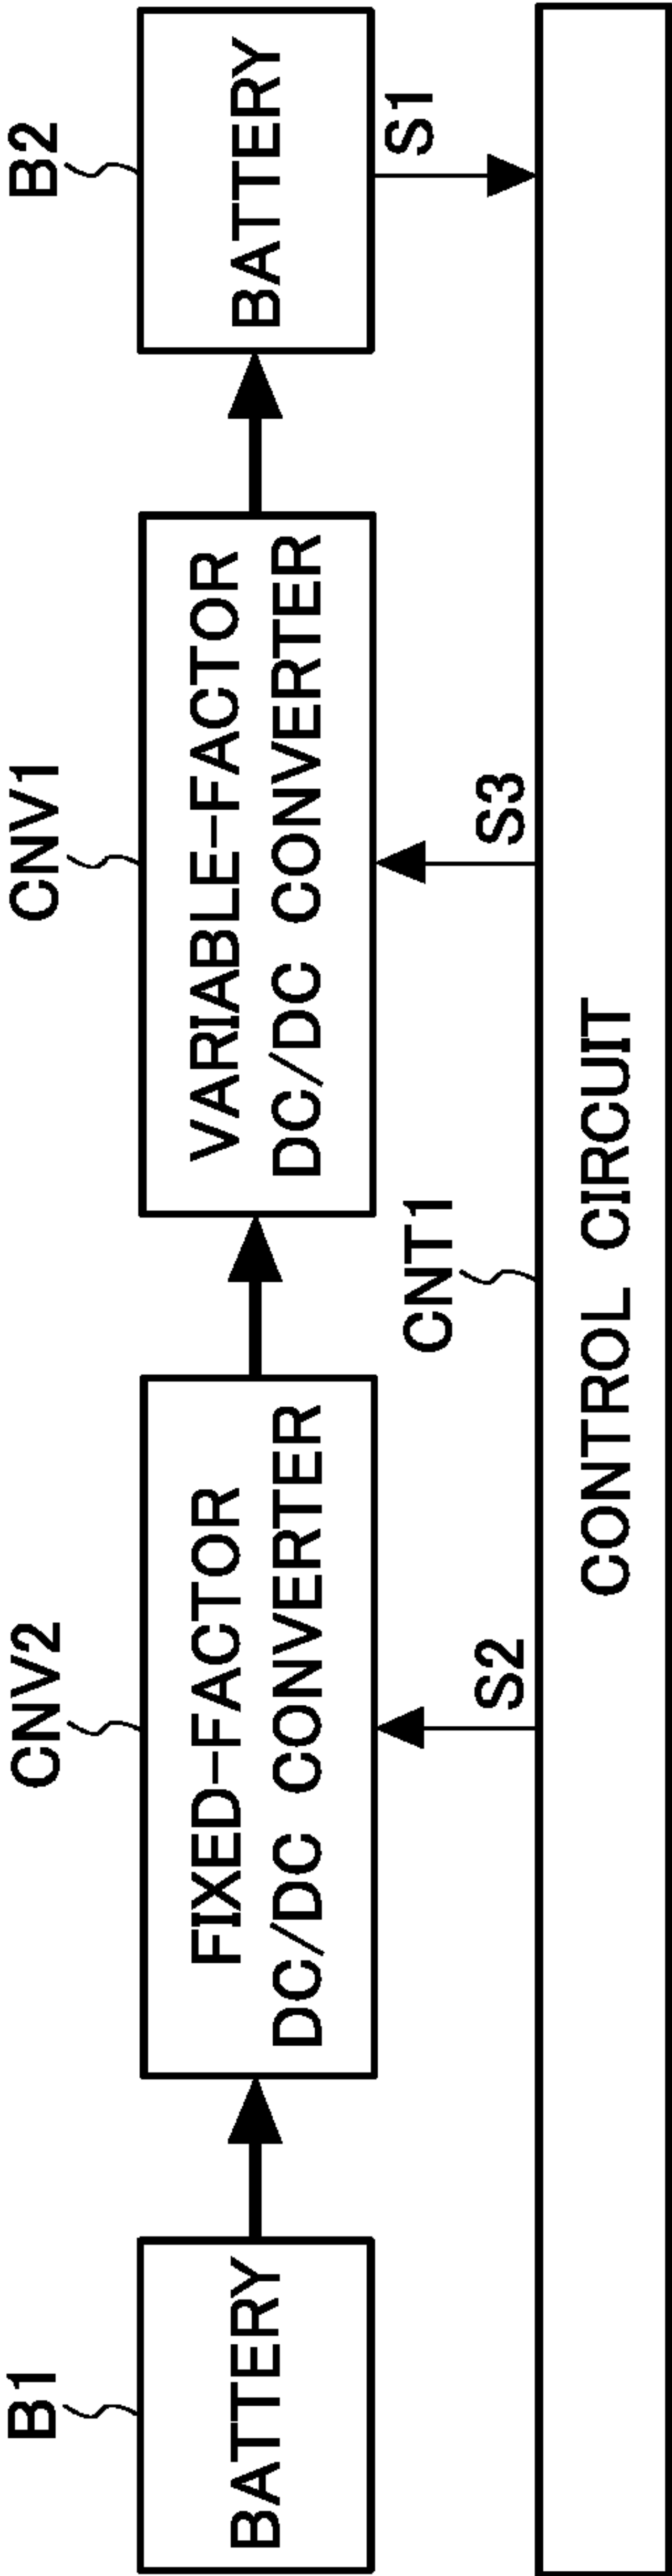 B1
CNV2
CNV1
B2
BATTERY
FIXED-FACTOR
DC/DC CONVERTER
VARIABLE-FACTOR
DC/DC CONVERTER
BATTERY
S2
CNT1
S3
S1
CONTROL CIRCUIT